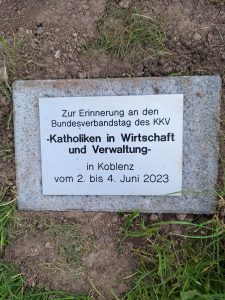 Zur Erinnerung an den
Bundesverbandstag des KKV
-Katholiken in Wirtschaft
und Verwaltung-
in Koblenz
vom 2. bis 4. Juni 2023